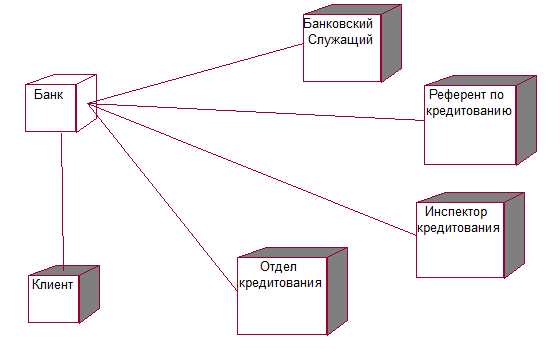 Банковский
Служащий
Банк
Референт по
кредитованию
Инспектор
кредитования
Отдел
кредитования
Клиент